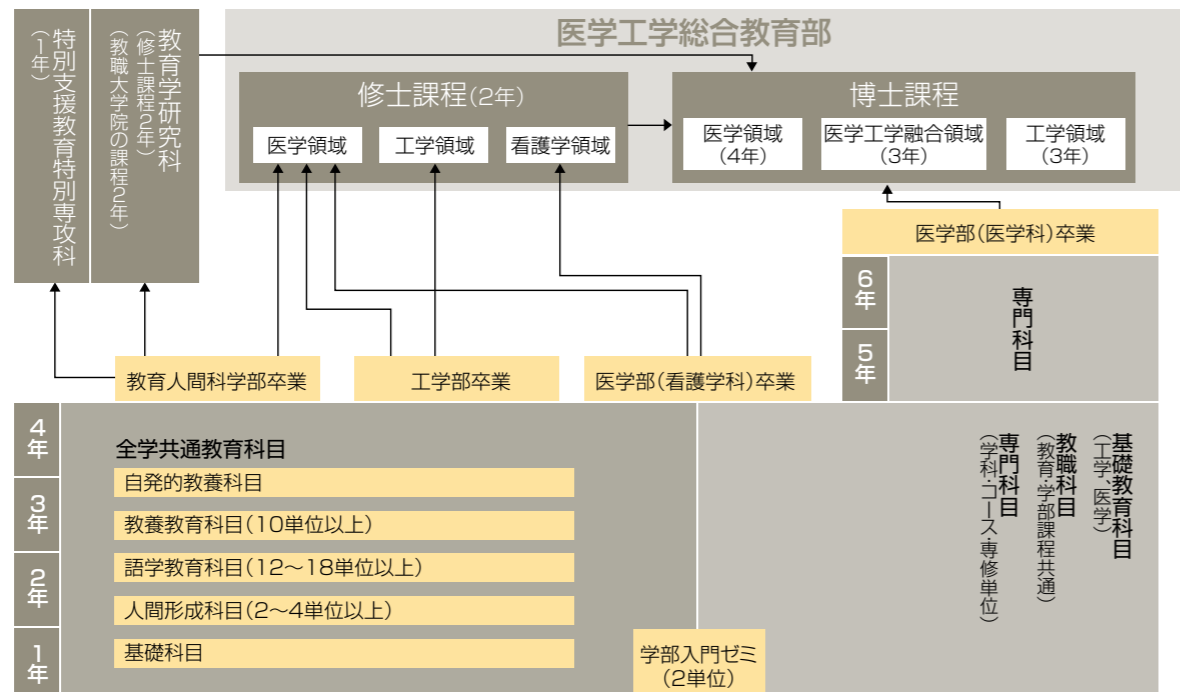 特別支援教育特別専攻科
（1年）
教育学研究科
（修士課程2年）
（教職大学院の課程2年）
医学工学総合教育部
修士課程（2年）
医学領域
工学領域
看護学領域
博士課程
医学領域
（4年）
医学工学融合領域
（3年）
工学領域
（3年）
医学部（医学科）卒業
6年
5年
専門科目
教育人間科学部卒業
工学部卒業
医学部（看護学科）卒業
4年
3年
2年
1年
全学共通教育科目
自発的教養科目
教養教育科目（10単位以上）
語学教育科目（12〜18単位以上）
人間形成科目（2〜4単位以上）
基礎科目
学部入門ゼミ
（2単位）
基礎教育科目
（工学、医学）
教職科目
（教育・学部課程共通）
専門科目
（学科・コース・専修単位）